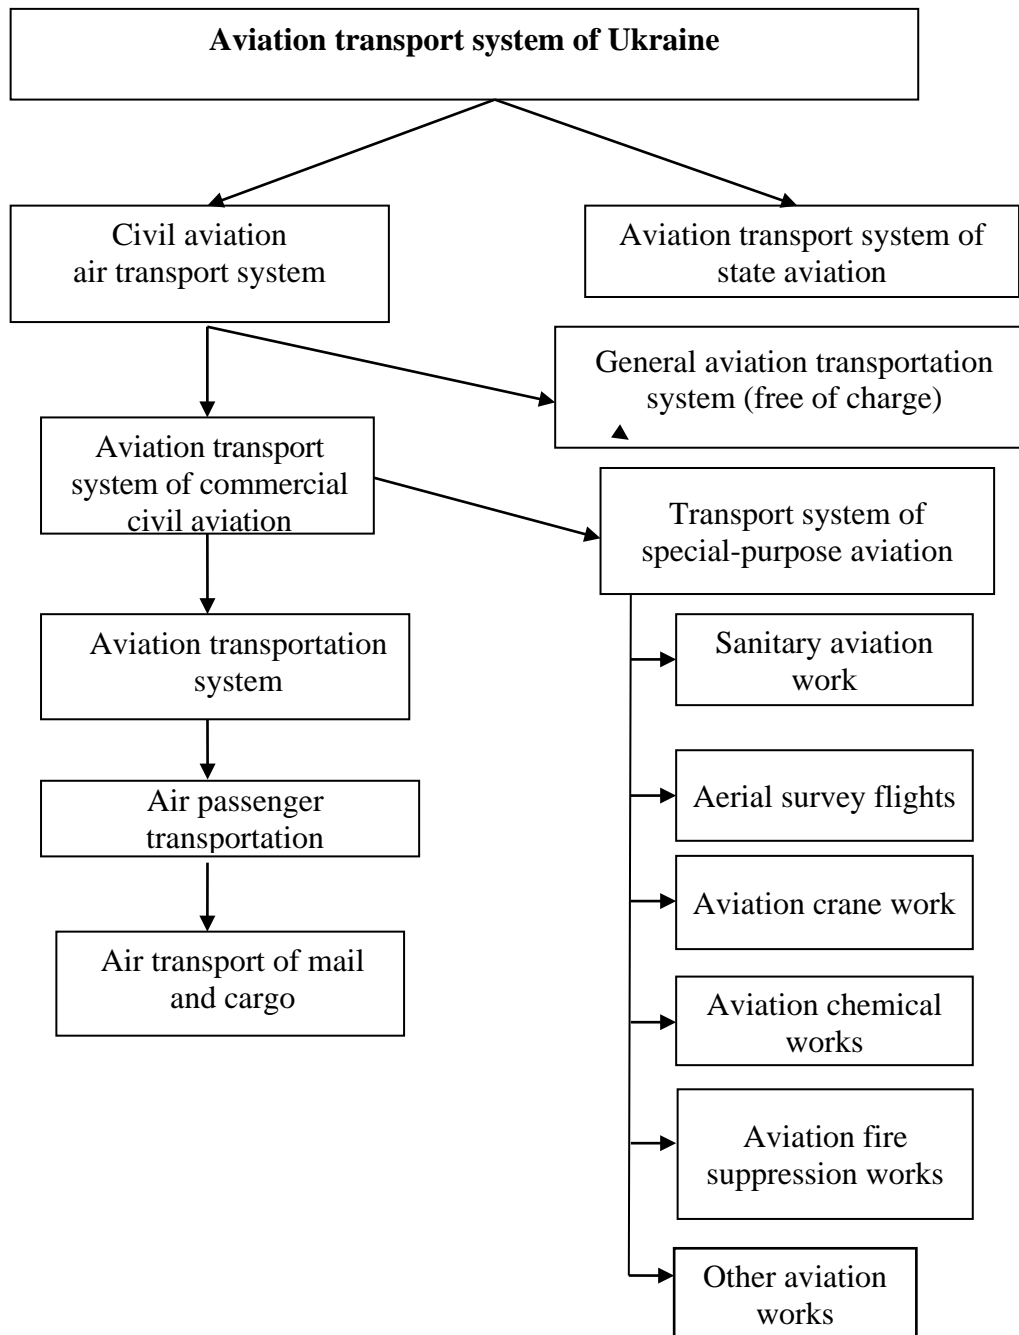 Aviation transport system of Ukraine
Civil aviation
air transport system
Aviation transport system of
state aviation
General aviation transportation
system (free of charge)
Aviation transport
system of commercial
civil aviation
Transport system of
special-purpose aviation
Aviation transportation
system
Sanitary aviation
work
Air passenger
transportation
Aerial survey flights
Aviation crane work
Air transport of mail
and cargo
Aviation chemical
works
Aviation fire
suppression works
Other aviation
works